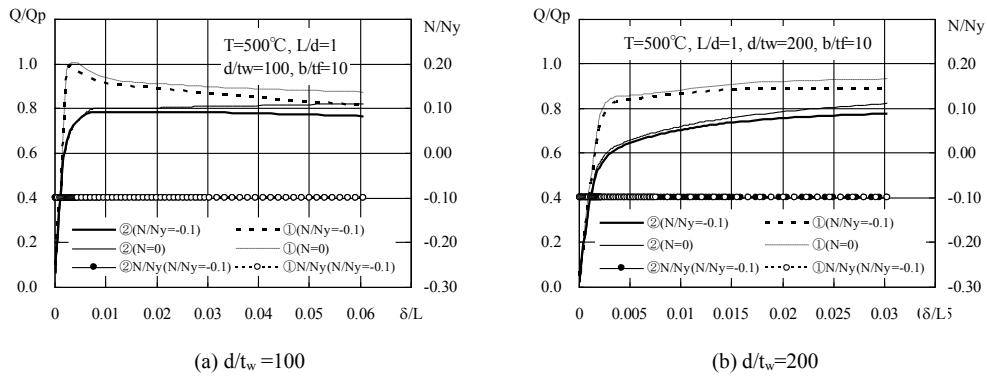 Q/Qp
N/Ny
T=500℃, L/d=1
d/tw=100, b/tf=10
1.0
0.8
0.6
0.4
0.2
0.0
0.20
0.10
0.00
-0.10
-0.20
-0.30
②(N/Ny=-0.1)
①(N/Ny=-0.1)
②(N=0)
①(N=0)
②N/Ny(N/Ny=-0.1)
①N/Ny(N/Ny=-0.1)
0 0.01 0.02 0.03 0.04 0.05 0.06 δ/L
(a) d/tw =100
Q/Qp
N/Ny
T=500℃, L/d=1, d/tw=200, b/tf=10
1.0
0.8
0.6
0.4
0.2
0.0
0.20
0.10
0.00
-0.10
-0.20
-0.30
②(N/Ny=-0.1)
①(N/Ny=-0.1)
②(N=0)
①(N=0)
②N/Ny(N/Ny=-0.1)
①N/Ny(N/Ny=-0.1)
0 0.005 0.01 0.015 0.02 0.025 0.03 (δ/L)
(b) d/tw=200